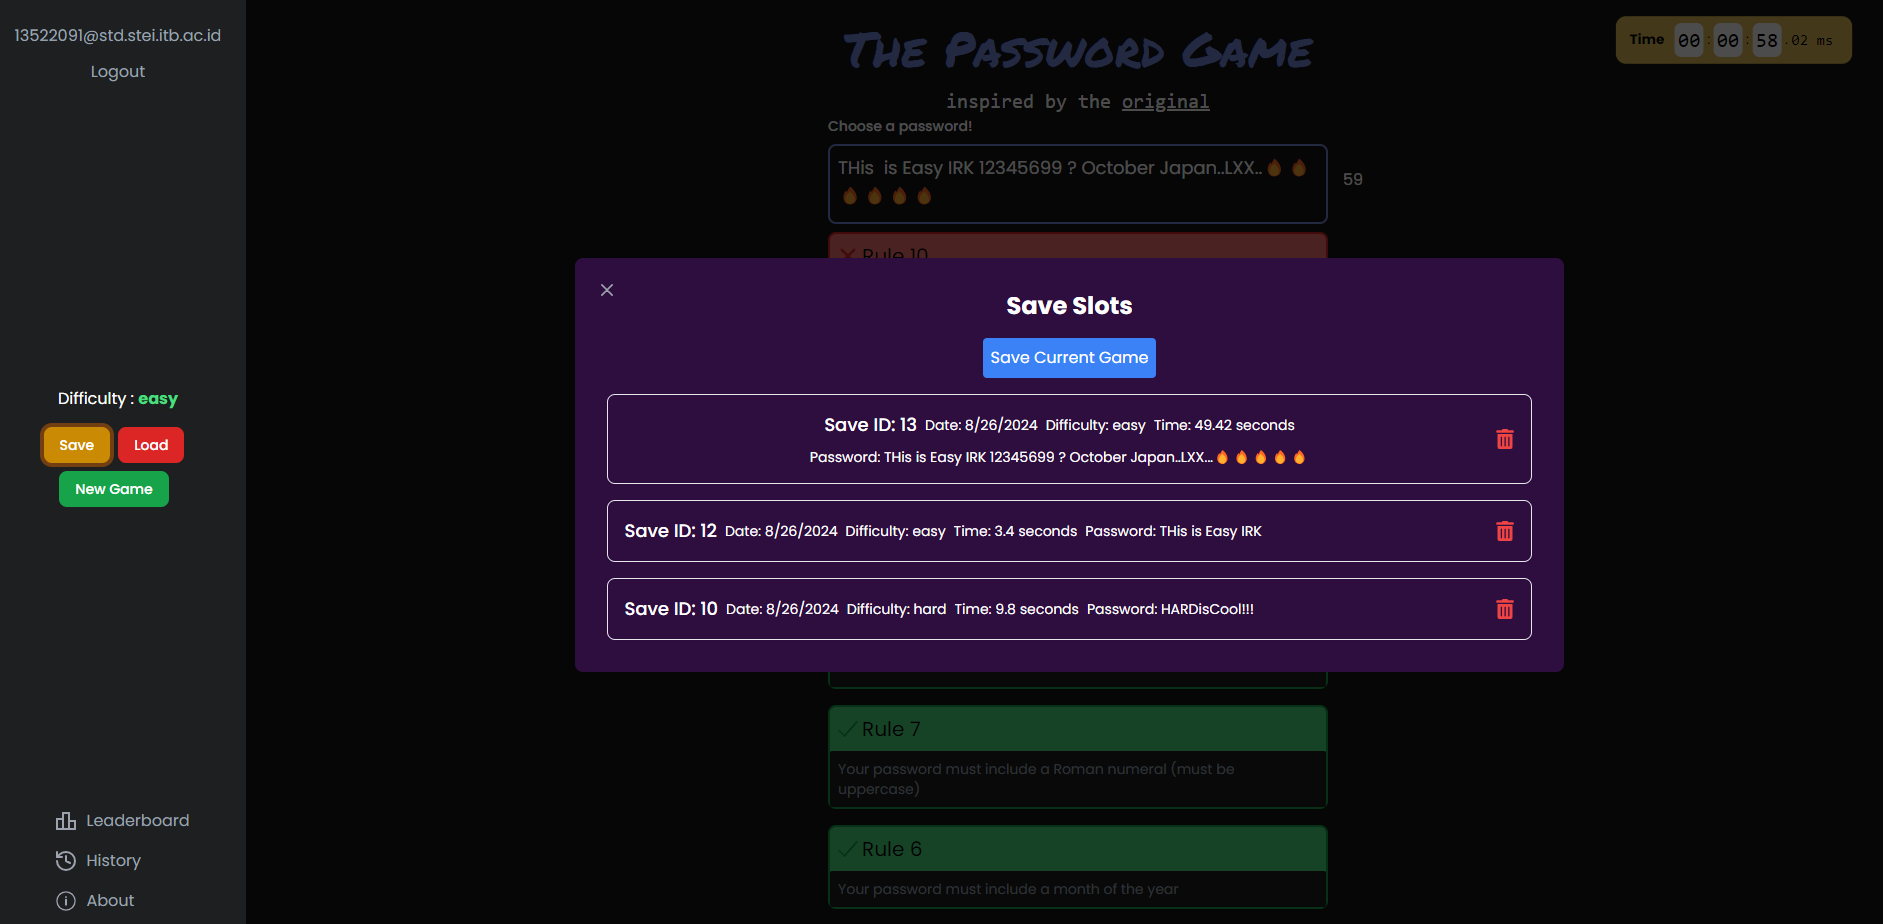 13522091@std.stei.itb.ac.id
Logout
Difficulty : easy
Save
Load
New Game
Leaderboard
History
About
The Password Game
inspired by the original
Choose a password!
THis  is Easy IRK 12345699 ? October Japan..LXX..🔥🔥
🔥🔥🔥🔥
59
Time 00:00:58.02 ms
Rule 10
Save Slots
Save Current Game
Save ID: 13 Date: 8/26/2024 Difficulty: easy Time: 49.42 seconds
Password: THis is Easy IRK 12345699 ? October Japan..LXX...🔥🔥🔥🔥🔥
Save ID: 12 Date: 8/26/2024 Difficulty: easy Time: 3.4 seconds Password: THis is Easy IRK
Save ID: 10 Date: 8/26/2024 Difficulty: hard Time: 9.8 seconds Password: HARDisCool!!!
Rule 7
Your password must include a Roman numeral (must be
uppercase)
Rule 6
Your password must include a month of the year